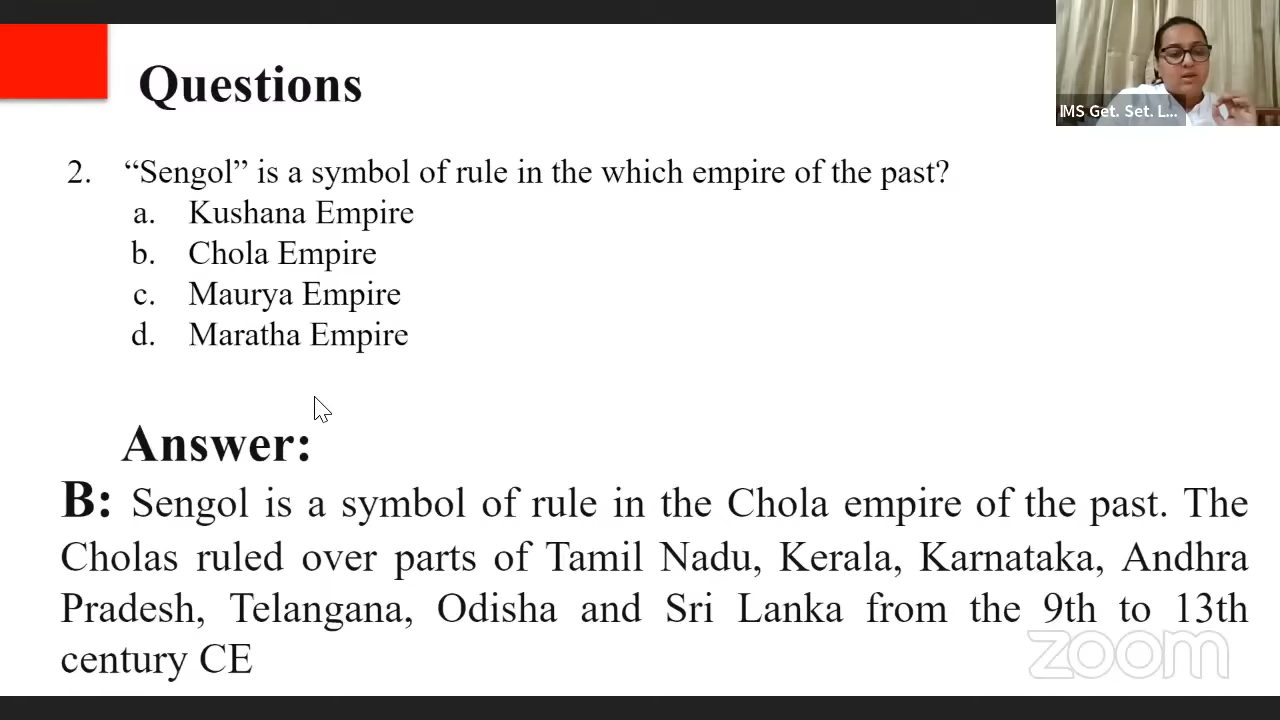 Questions
IMS Get. Set. L...
2. “Sengol” is a symbol of rule in the which empire of the past?
a. Kushana Empire
b. Chola Empire
c. Maurya Empire
d. Maratha Empire
Answer:
B: Sengol is a symbol of rule in the Chola empire of the past. The
Cholas ruled over parts of Tamil Nadu, Kerala, Karnataka, Andhra
Pradesh, Telangana, Odisha and Sri Lanka from the 9th to 13th
century CE
zoom